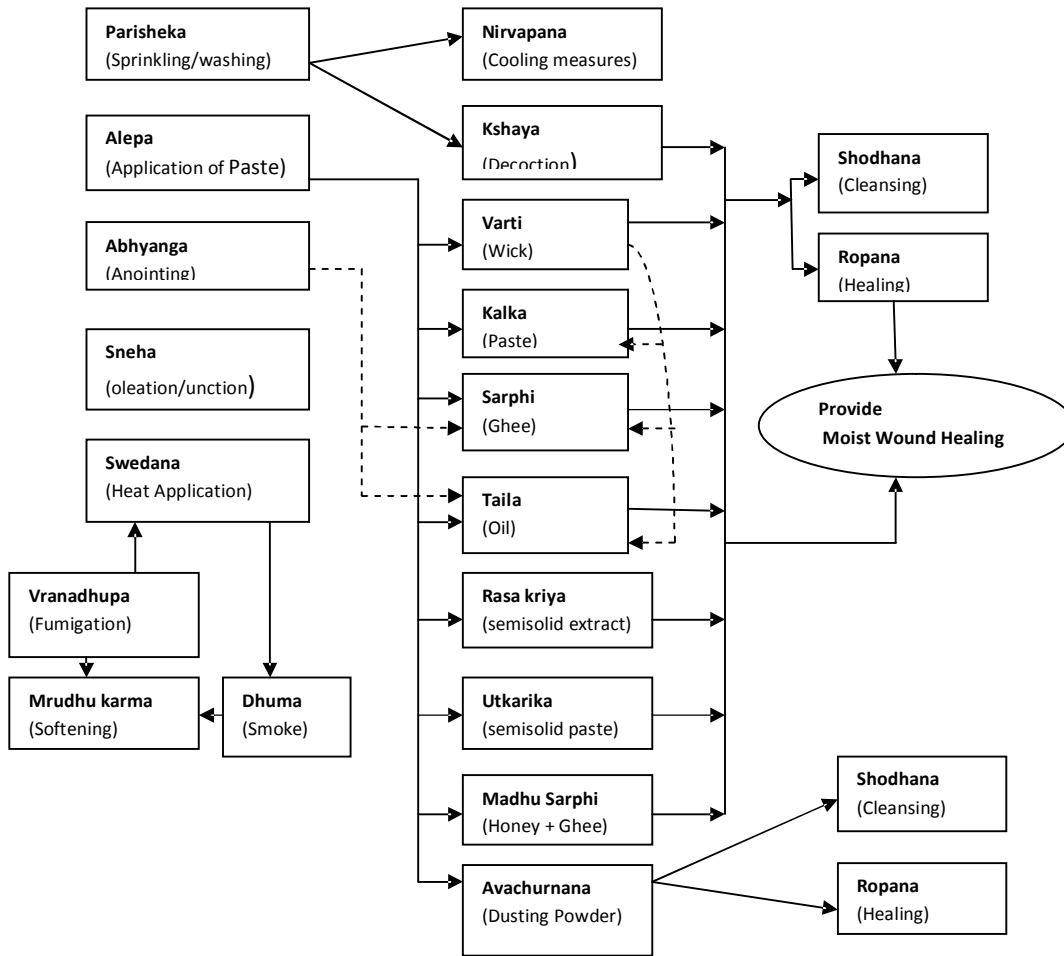 Parisheka
(Sprinkling/washing)
Alepa
(Application of Paste)
Abhyanga
(Anointing)
Sneha
(oleation/unction)
Swedana
(Heat Application)
Vranadhupa
(Fumigation)
Mrudhu karma
(Softening)
Dhuma
(Smoke)
Nirvapana
(Cooling measures)
Kshaya
(Decoction)
Varti
(Wick)
Kalka
(Paste)
Sarphi
(Ghee)
Taila
(Oil)
Rasa kriya
(semisolid extract)
Utkarika
(semisolid paste)
Madhu Sarphi
(Honey + Ghee)
Avachurnana
(Dusting Powder)
Shodhana
(Cleansing)
Ropana
(Healing)
Provide
Moist Wound Healing
Shodhana
(Cleansing)
Ropana
(Healing)